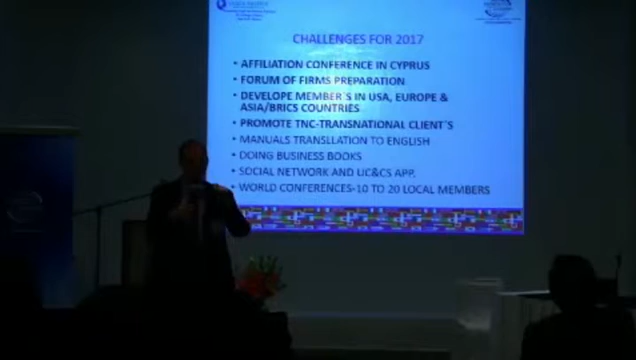 CHALLENGES FOR 2017
• AFFILIATION CONFERENCE IN CYPRUS
• FORUM OF FIRMS PREPARATION
• DEVELOPE MEMBER´S IN USA, EUROPE &
ASIA/BRICS COUNTRIES
• PROMOTE TNC-TRANSNATIONAL CLIENT´S
• MANUALS TRANSLLATION TO ENGLISH
• DOING BUSINESS BOOKS
• SOCIAL NETWORK AND UC&CS APP.
• WORLD CONFERENCES-10 TO 20 LOCAL MEMBERS